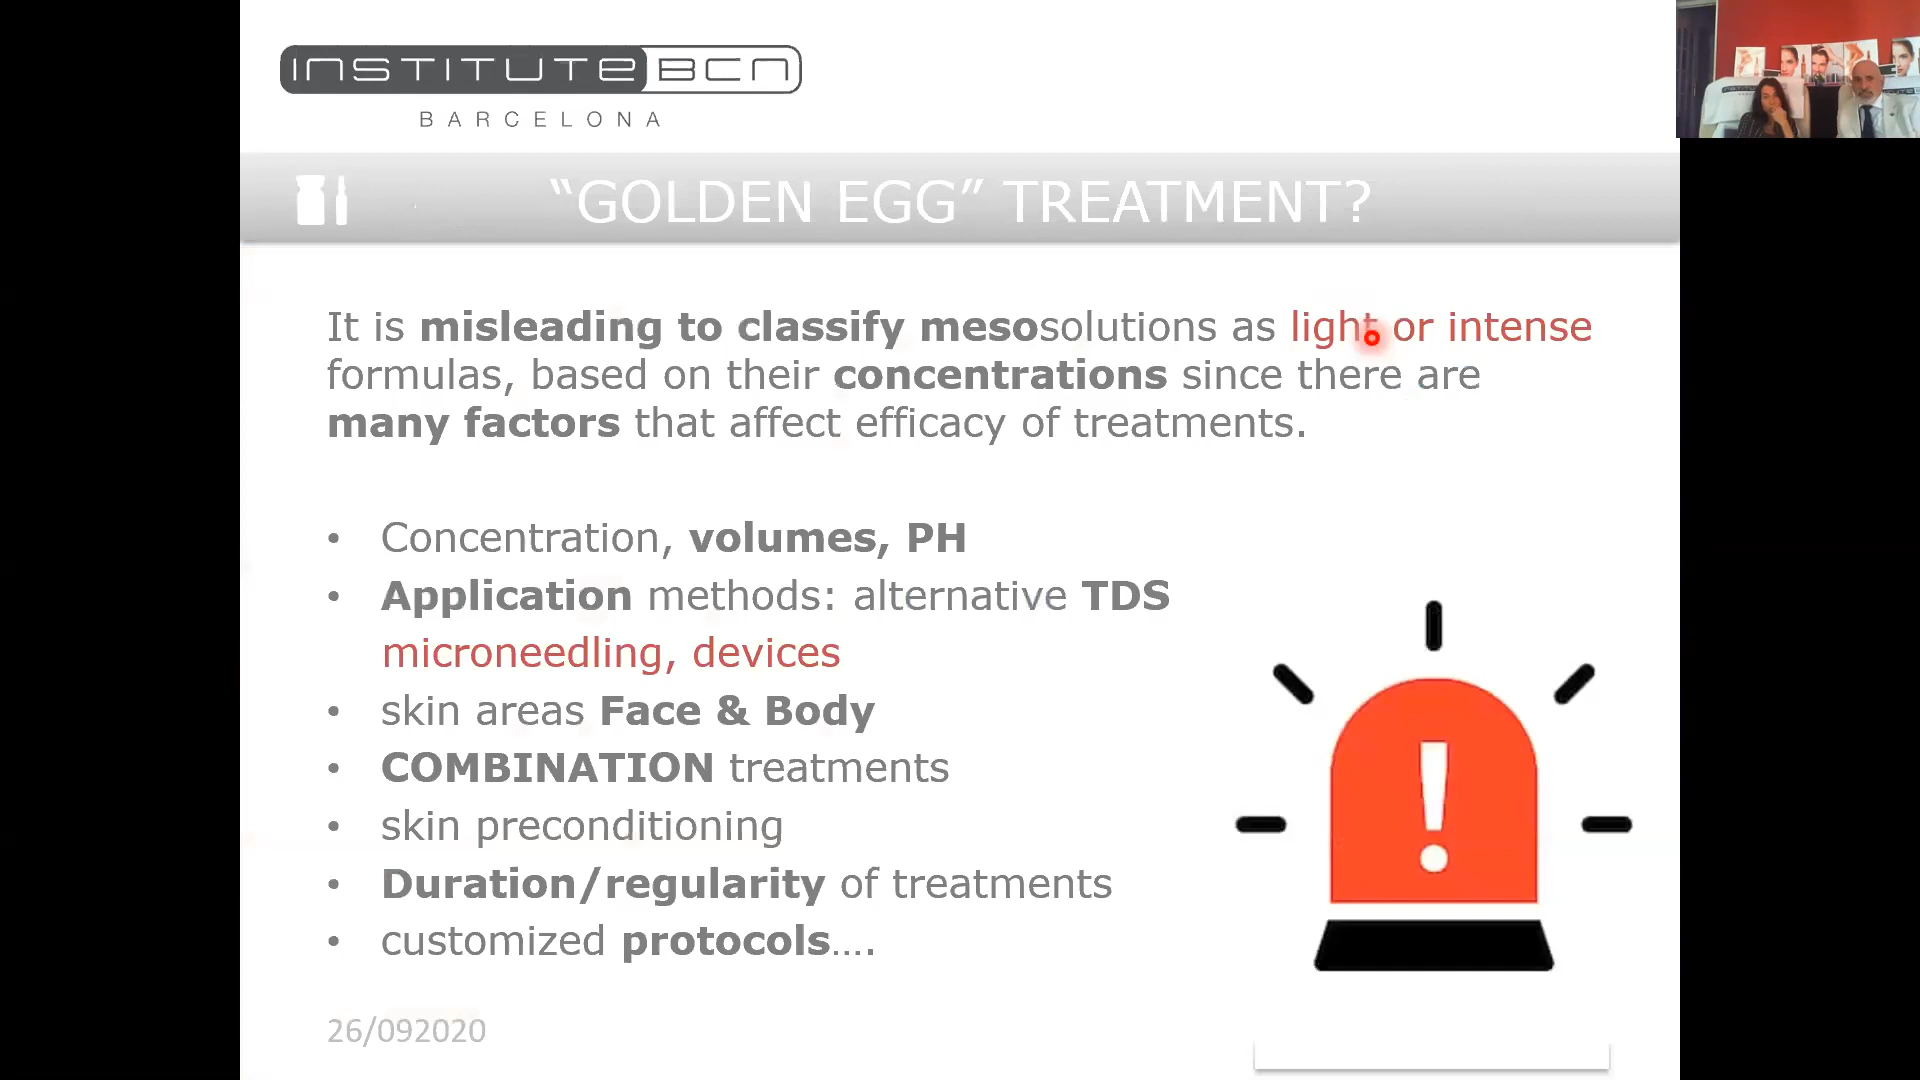 INSTITUTE BCN
BARCELONA
“GOLDEN EGG” TREATMENT?
It is misleading to classify mesosolutions as light or intense
formulas, based on their concentrations since there are
many factors that affect efficacy of treatments.
• Concentration, volumes, PH
• Application methods: alternative TDS
microneedling, devices
• skin areas Face & Body
• COMBINATION treatments
• skin preconditioning
• Duration/regularity of treatments
• customized protocols....
!
26/092020